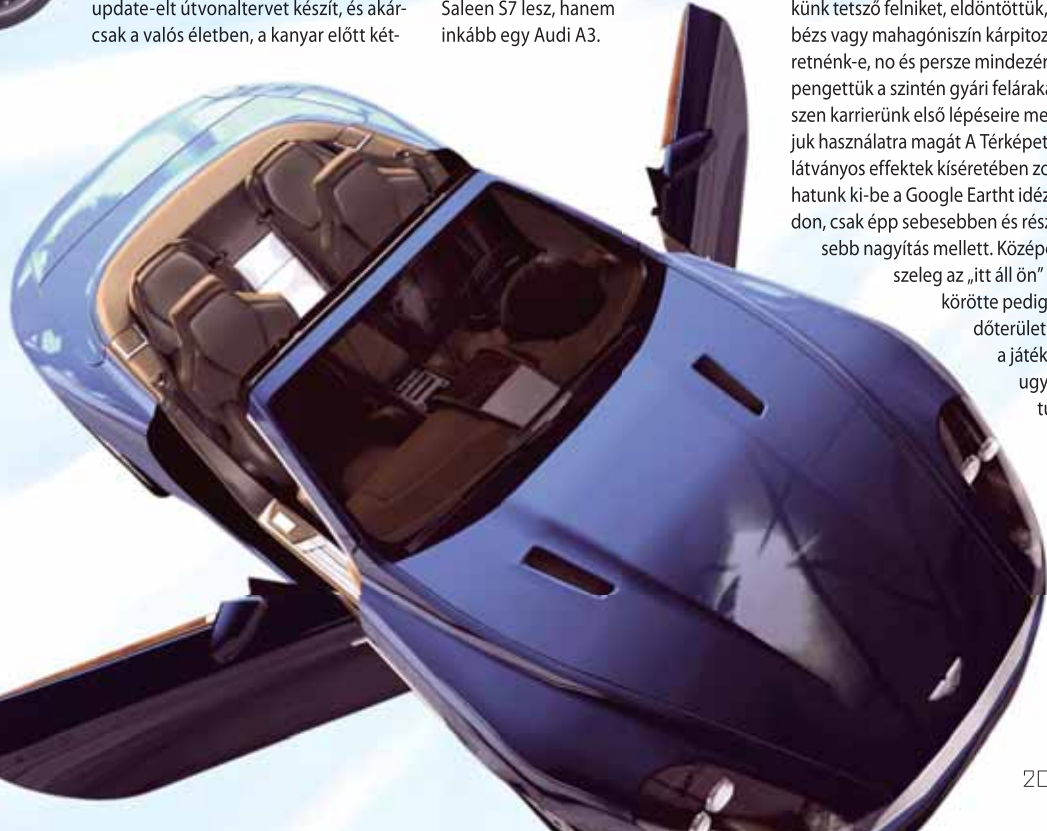 update-elt útvonaltervet készít, és akár-
csak a valós életben, a kanyar előtt két-
Saleen S7 lesz, hanem
inkább egy Audi A3.
künk tetsző felniket, eldöntöttük,
bézs vagy mahagóniszín kárpitoz
retnénk-e, no és persze mindezér
pengettük a szintén gyári feláraka
szen karrierünk első lépéseire me
juk használatra magát A Térképet
látványos effektek kíséretében zo
hatunk ki-be a Google Eartht idéz
don, csak épp sebesebben és rész
sebb nagyítás mellett. Középe
szeleg az „itt áll ön”
körötte pedig
dőterület
a játék
ugy
tu
20